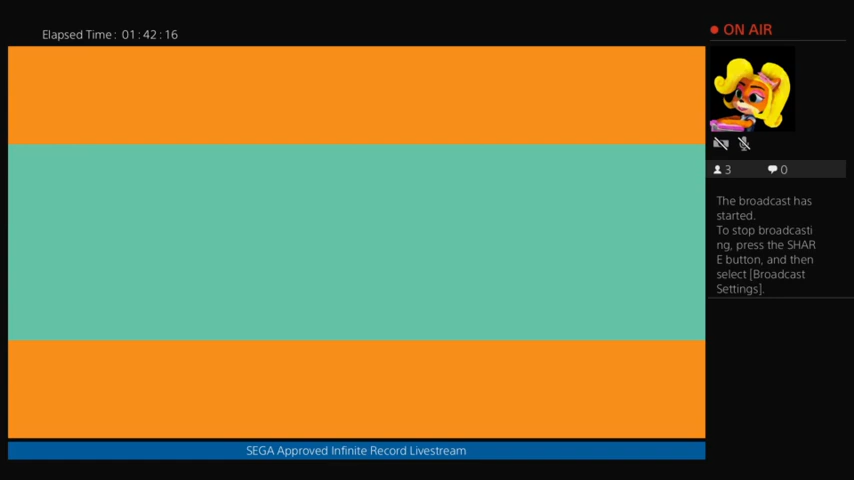 Elapsed Time: 01:42:16
ON AIR
3 0
The broadcast has
started.
To stop broadcasti
ng, press the SHAR
E button, and then
select [Broadcast
Settings].
SEGA Approved Infinite Record Livestream